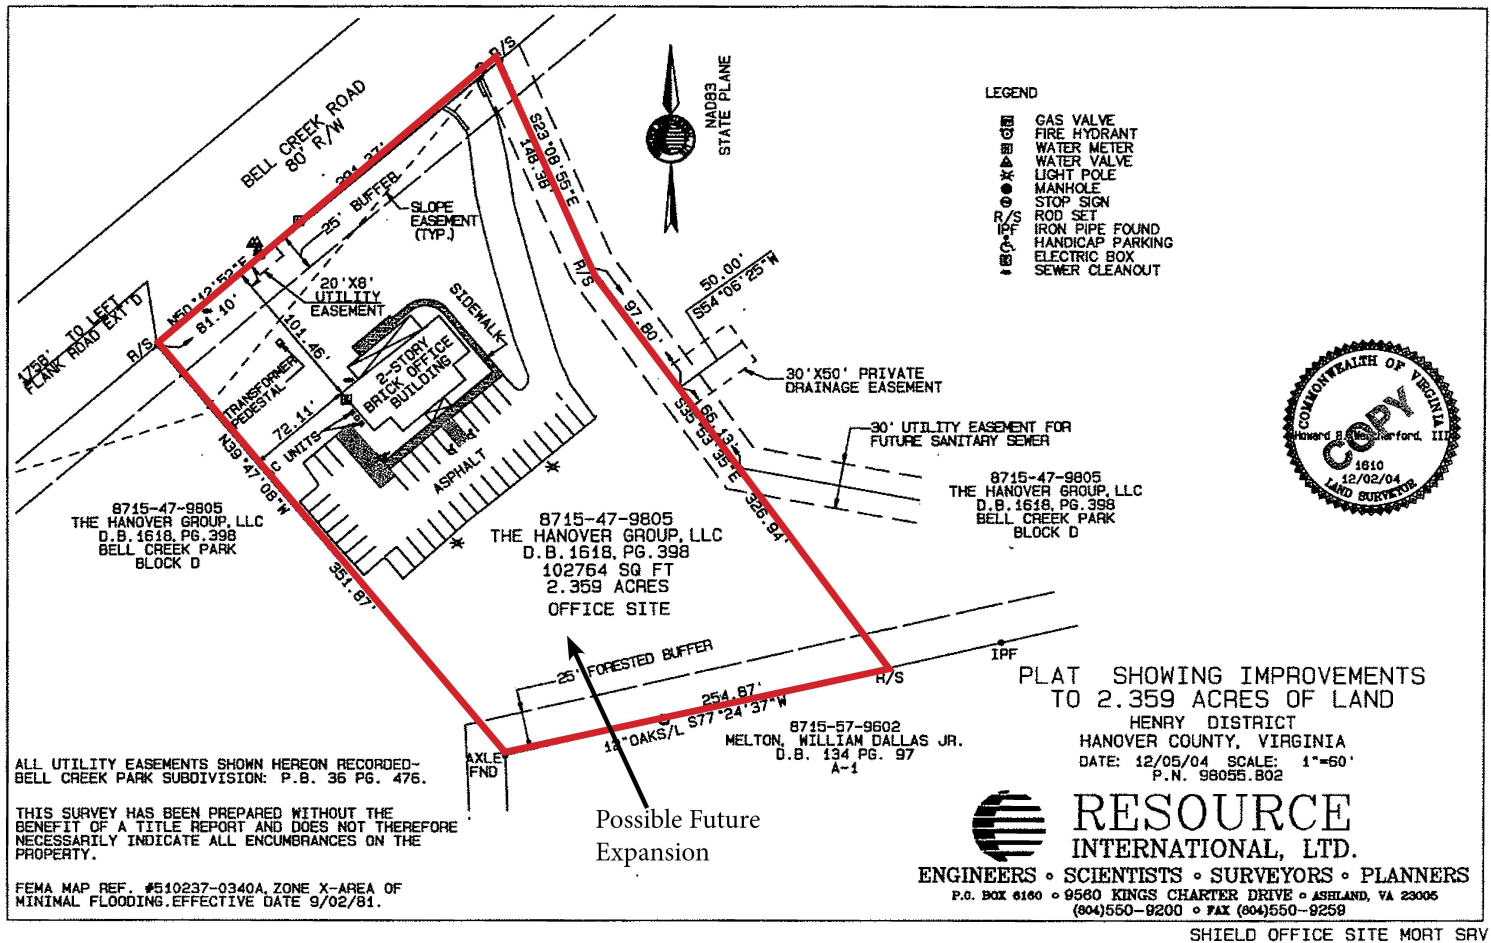 R/S
BELL CREEK ROAD
80' R/W
25' BUFFER
SLOPE
EASEMENT
(TYP.)
N50°12'52"E
81.10'
20'X8'
UTILITY
EASEMENT
1758' TO LEFT
PLANK ROAD EXT'D
R/S
101.46'
SIDEWALK
2-STORY
BRICK OFFICE
BUILDING
TRANSFORMER
PEDESTAL
72.11'
C UNITS
ASPHALT
N39°47'08"W
351.87'
S23°08'55"E
148.38'
R/S
97.60'
50.00'
S54°06'25"W
30'X50' PRIVATE
DRAINAGE EASEMENT
66.13'
S35°53'35"E
326.94'
30' UTILITY EASEMENT FOR
FUTURE SANITARY SEWER
NAD83
STATE PLANE
LEGEND
GAS VALVE
FIRE HYDRANT
WATER METER
WATER VALVE
LIGHT POLE
MANHOLE
STOP SIGN
R/S ROD SET
IPF IRON PIPE FOUND
HANDICAP PARKING
ELECTRIC BOX
SEWER CLEANOUT
COMMONWEALTH OF VIRGINIA
COPY
Howard III
1610
12/02/04
LAND SURVEYOR
8715-47-9805
THE HANOVER GROUP, LLC
D.B.1618, PG.398
BELL CREEK PARK
BLOCK D
8715-47-9805
THE HANOVER GROUP, LLC
D.B.1618, PG.398
102764 SQ FT
2.359 ACRES
OFFICE SITE
8715-47-9805
THE HANOVER GROUP, LLC
D.B.1618, PG.398
BELL CREEK PARK
BLOCK D
25' FORESTED BUFFER
254.87'
12"OAKS/L S77°24'37"W
R/S
IPF
AXLE
FND
8715-57-9602
MELTON, WILLIAM DALLAS JR.
D.B. 134 PG. 97
A-1
Possible Future
Expansion
ALL UTILITY EASEMENTS SHOWN HEREON RECORDED-
BELL CREEK PARK SUBDIVISION: P.B. 36 PG. 476.
THIS SURVEY HAS BEEN PREPARED WITHOUT THE
BENEFIT OF A TITLE REPORT AND DOES NOT THEREFORE
NECESSARILY INDICATE ALL ENCUMBRANCES ON THE
PROPERTY.
FEMA MAP REF. #510237-0340A, ZONE X-AREA OF
MINIMAL FLOODING.EFFECTIVE DATE 9/02/81.
PLAT SHOWING IMPROVEMENTS
TO 2.359 ACRES OF LAND
HENRY DISTRICT
HANOVER COUNTY, VIRGINIA
DATE: 12/05/04 SCALE: 1"=60'
P.N. 98055.802
RESOURCE
INTERNATIONAL, LTD.
ENGINEERS ∘ SCIENTISTS ∘ SURVEYORS ∘ PLANNERS
P.O. BOX 6160 ∘ 9560 KINGS CHARTER DRIVE ∘ ASHLAND, VA 23005
(804)550-9200 ∘ FAX (804)550-9259
SHIELD OFFICE SITE MORT SRV